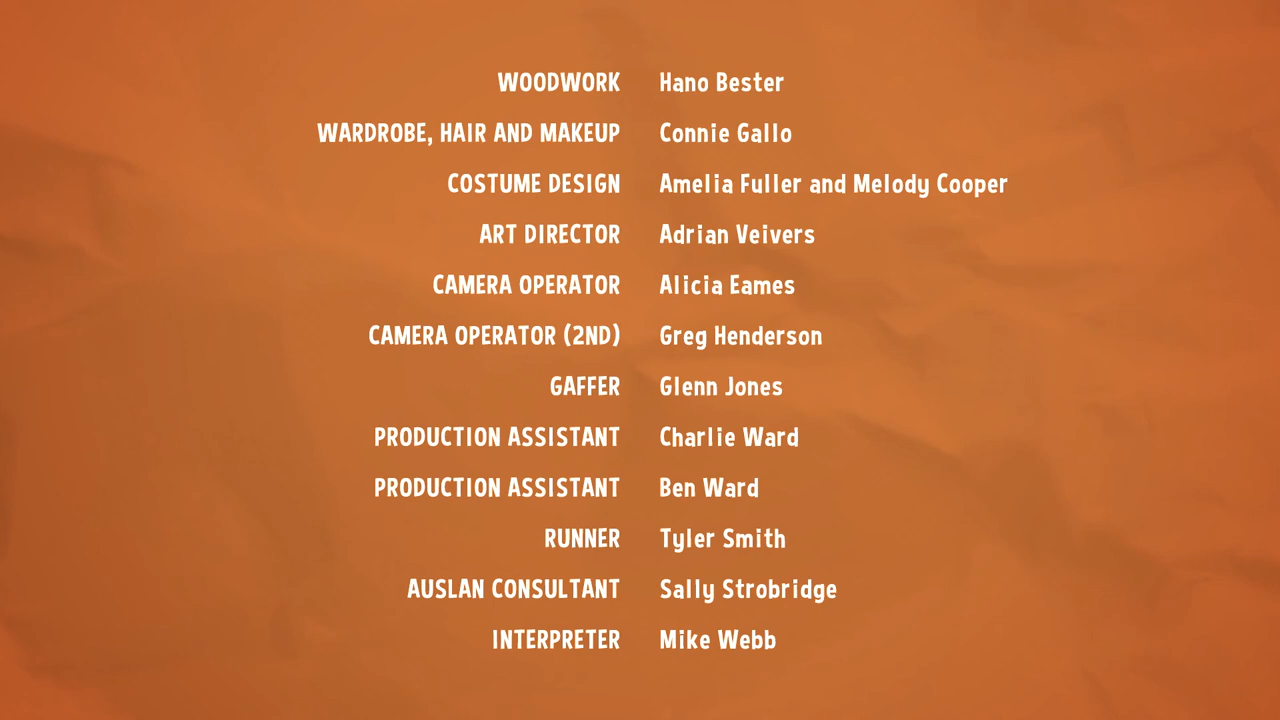 WOODWORK Hano Bester
WARDROBE, HAIR AND MAKEUP Connie Gallo
COSTUME DESIGN Amelia Fuller and Melody Cooper
ART DIRECTOR Adrian Veivers
CAMERA OPERATOR Alicia Eames
CAMERA OPERATOR (2ND) Greg Henderson
GAFFER Glenn Jones
PRODUCTION ASSISTANT Charlie Ward
PRODUCTION ASSISTANT Ben Ward
RUNNER Tyler Smith
AUSLAN CONSULTANT Sally Strobridge
INTERPRETER Mike Webb